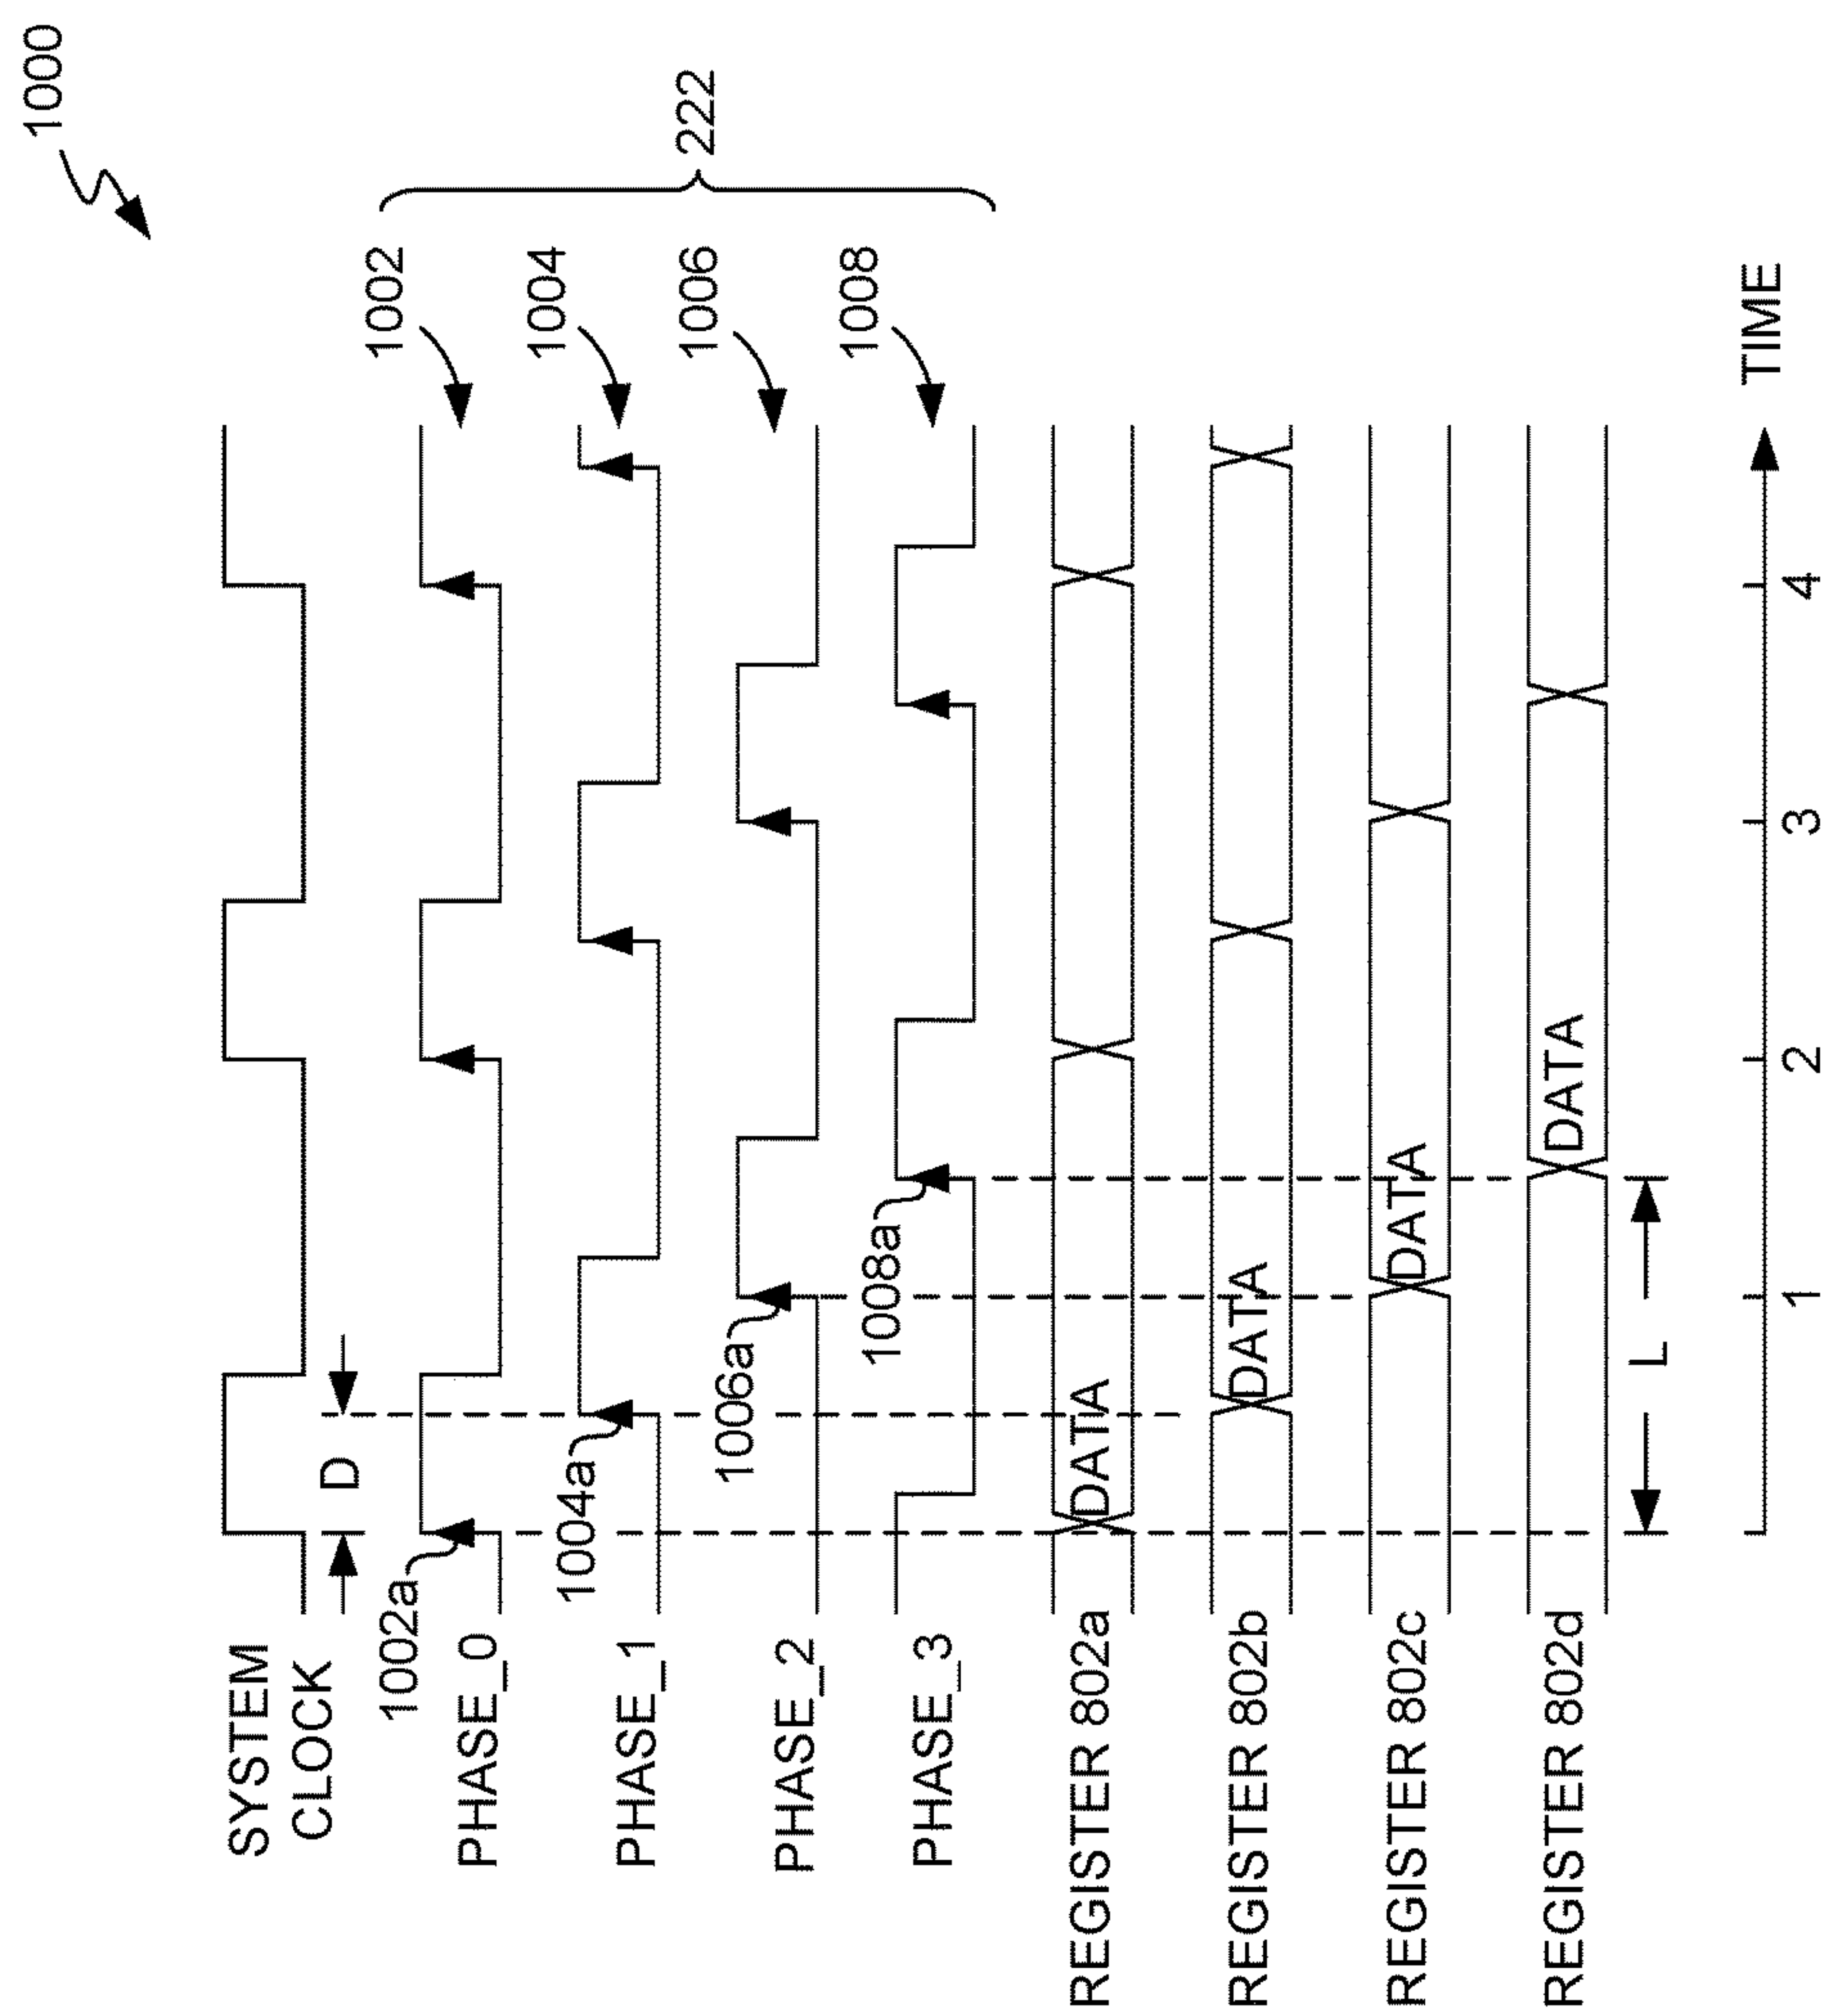 1000
SYSTEM
CLOCK
D
1002a
PHASE_0
1002
1004a
PHASE_1
1004
222
1006a
PHASE_2
1006
1008a
PHASE_3
1008
REGISTER 802a
DATA
REGISTER 802b
DATA
REGISTER 802c
DATA
REGISTER 802d
DATA
L
1 2 3 4
TIME